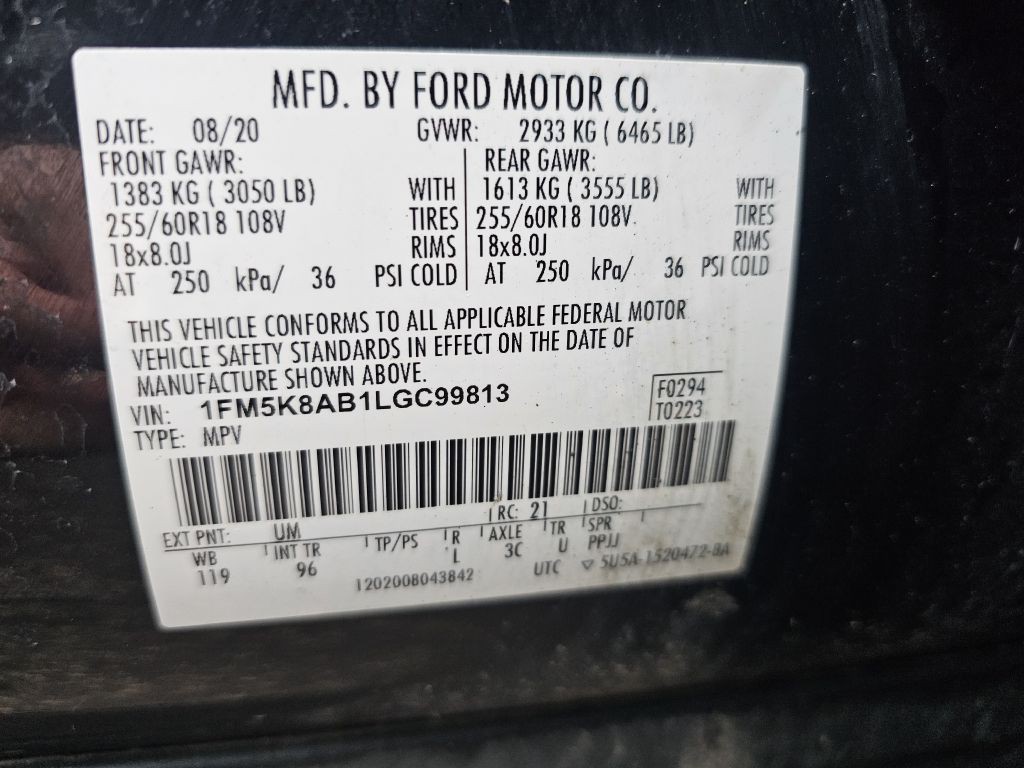 MFD. BY FORD MOTOR CO.
DATE: 08/20 GVWR: 2933 KG ( 6465 LB)
FRONT GAWR: REAR GAWR:
1383 KG ( 3050 LB) WITH 1613 KG ( 3555 LB) WITH
255/60R18 108V TIRES 255/60R18 108V TIRES
18x8.0J RIMS 18x8.0J RIMS
AT 250 kPa/ 36 PSI COLD AT 250 kPa/ 36 PSI COLD
THIS VEHICLE CONFORMS TO ALL APPLICABLE FEDERAL MOTOR
VEHICLE SAFETY STANDARDS IN EFFECT ON THE DATE OF
MANUFACTURE SHOWN ABOVE.
VIN: 1FM5K8AB1LGC99813 F0294
TYPE: MPV T0223
EXT PNT: UM RC: 21 DSO:
WB INT TR TP/PS R AXLE TR SPR
119 96 L 3C U PPJJ
1202008043842 UTC ▽ 5U5A-1520472-BA